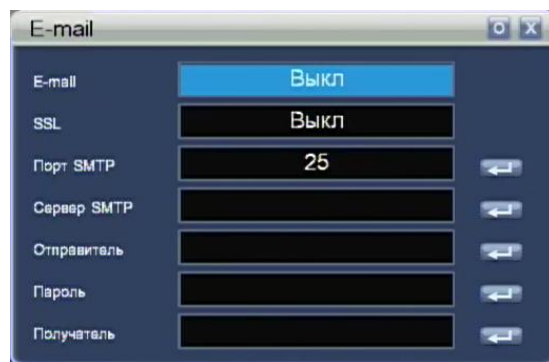 E-mail
E-mail Выкл
SSL Выкл
Порт SMTP 25
Сервер SMTP
Отправитель
Пароль
Получатель